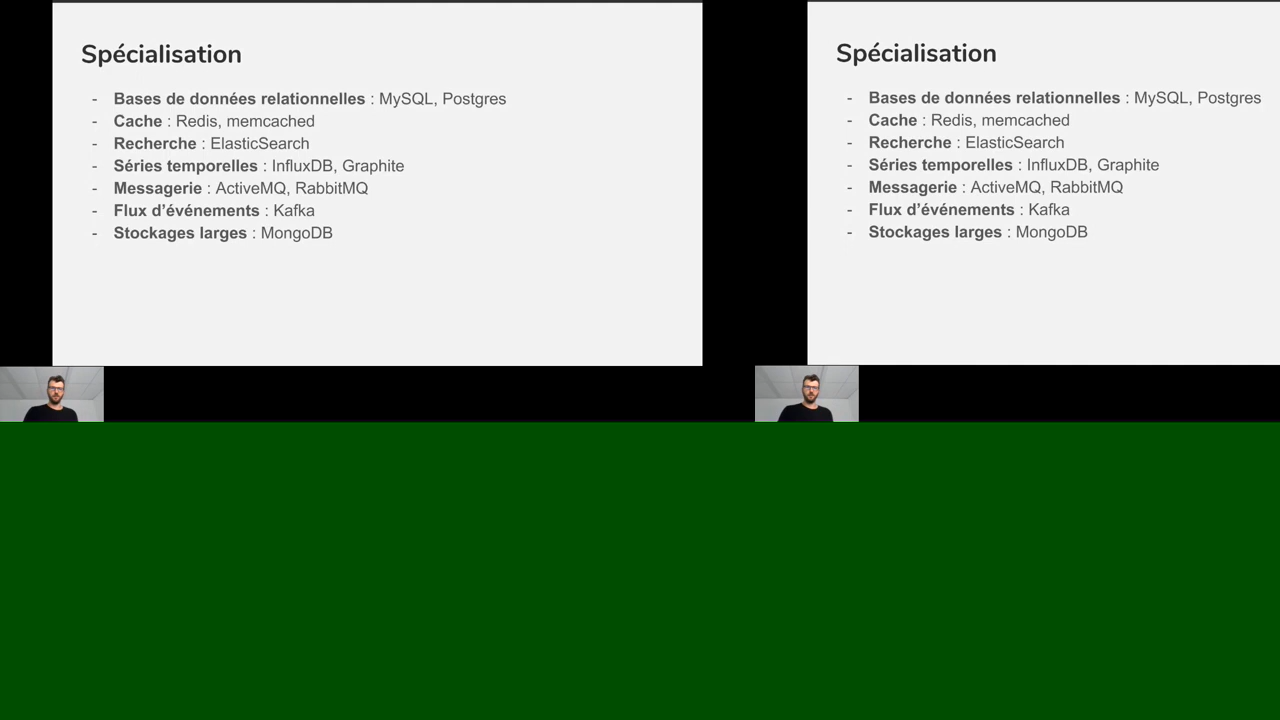 Spécialisation
- Bases de données relationnelles : MySQL, Postgres
- Cache : Redis, memcached
- Recherche : ElasticSearch
- Séries temporelles : InfluxDB, Graphite
- Messagerie : ActiveMQ, RabbitMQ
- Flux d’événements : Kafka
- Stockages larges : MongoDB
Spécialisation
- Bases de données relationnelles : MySQL, Postgres
- Cache : Redis, memcached
- Recherche : ElasticSearch
- Séries temporelles : InfluxDB, Graphite
- Messagerie : ActiveMQ, RabbitMQ
- Flux d’événements : Kafka
- Stockages larges : MongoDB